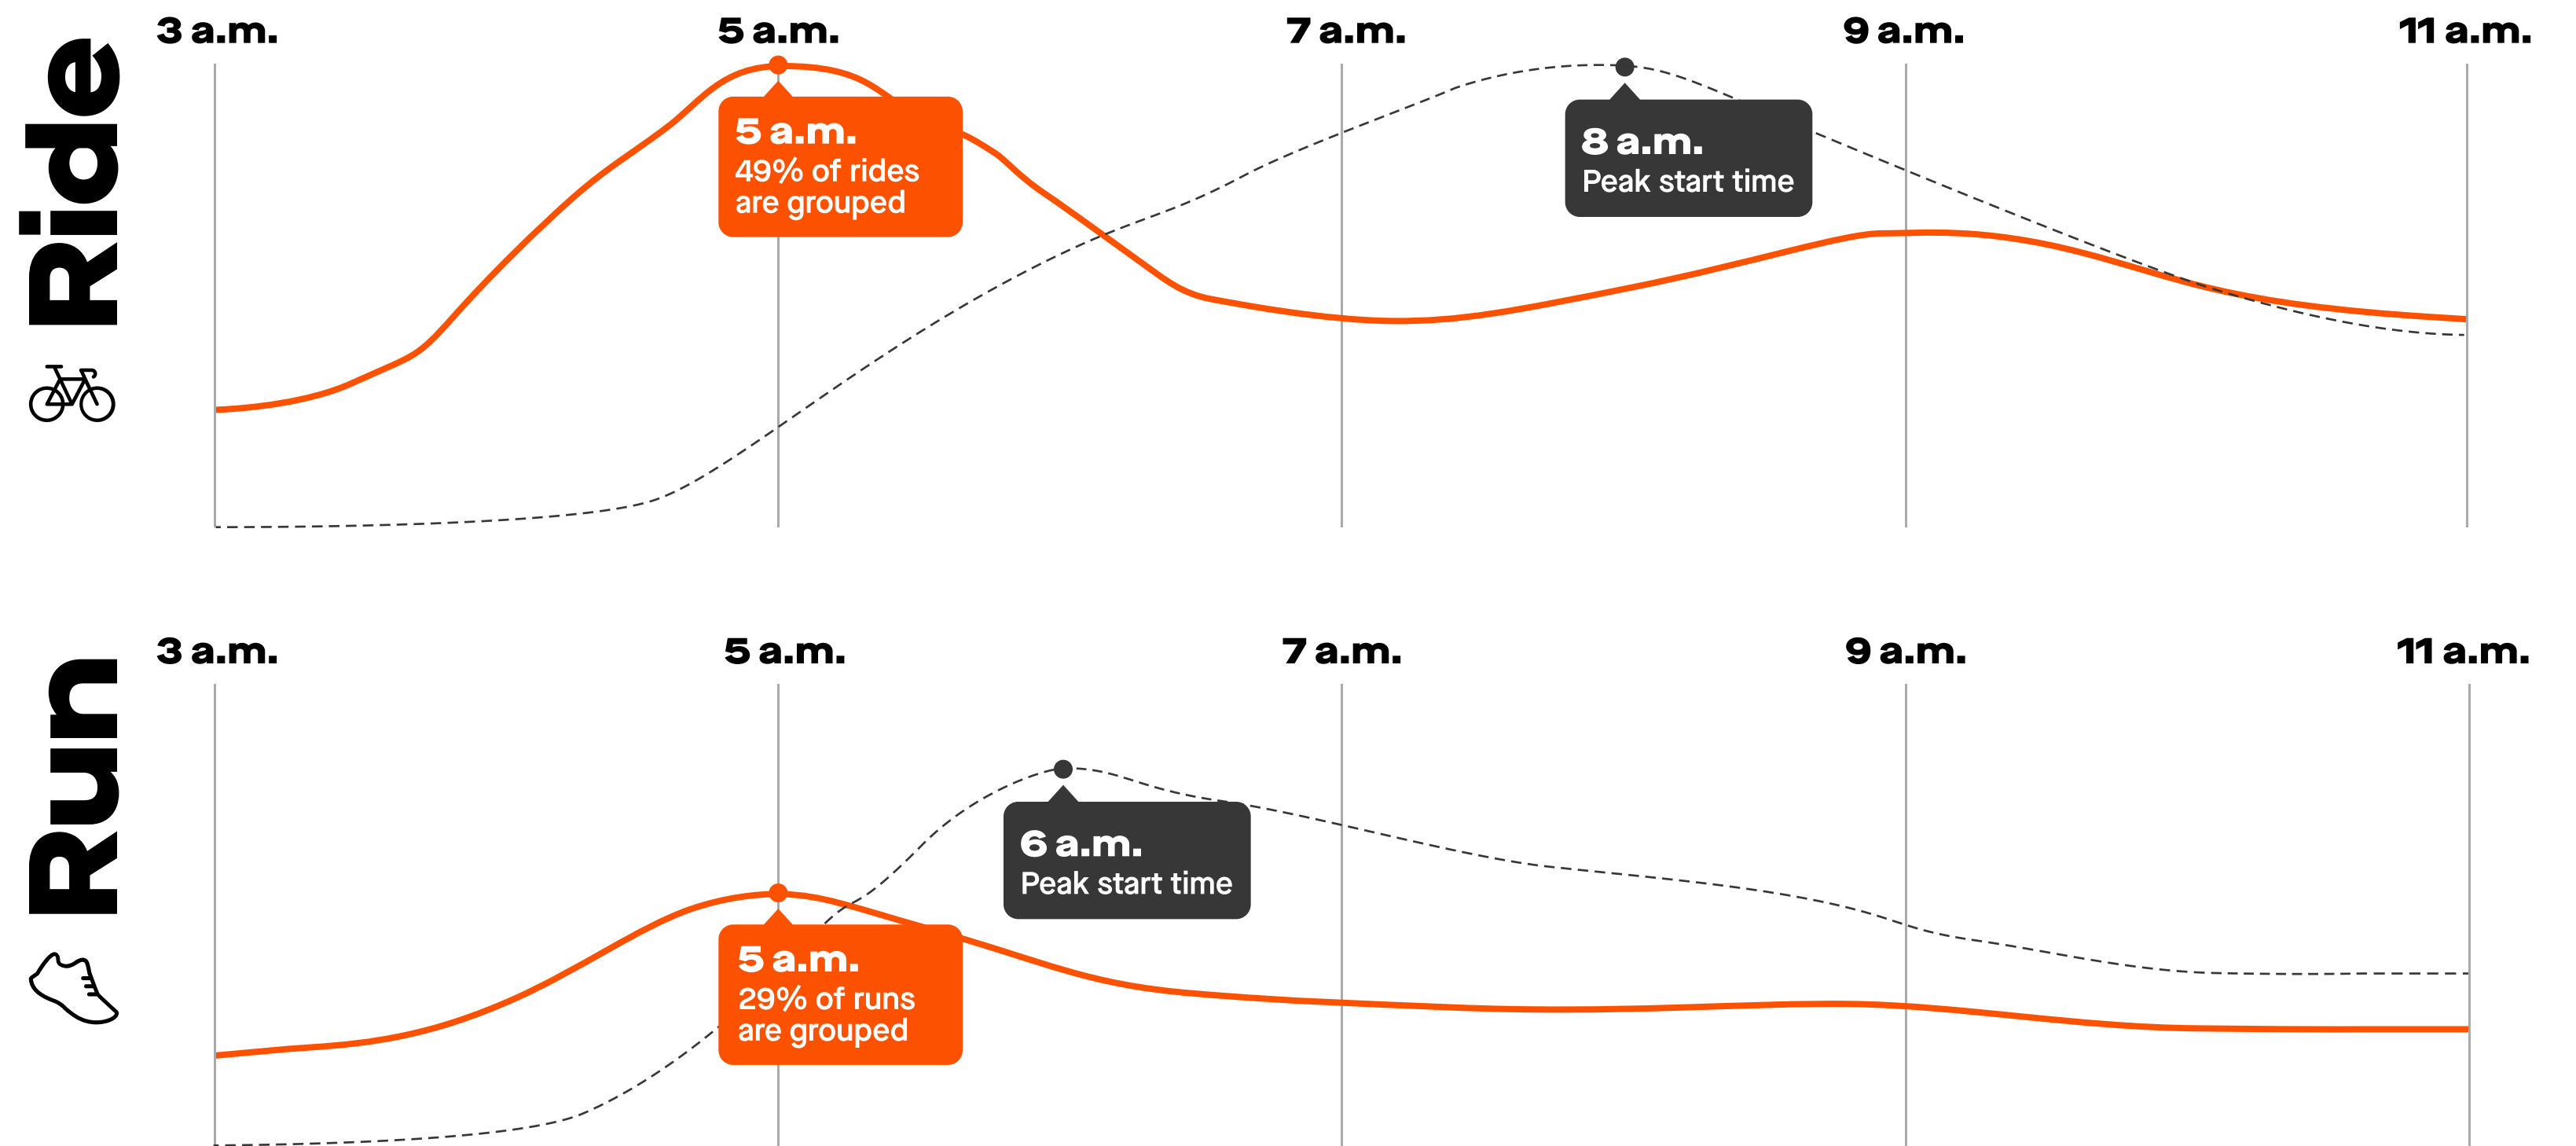 Ride
3 a.m.
5 a.m.
7 a.m.
9 a.m.
11 a.m.
5 a.m.
49% of rides
are grouped
8 a.m.
Peak start time
Run
3 a.m.
5 a.m.
7 a.m.
9 a.m.
11 a.m.
6 a.m.
Peak start time
5 a.m.
29% of runs
are grouped